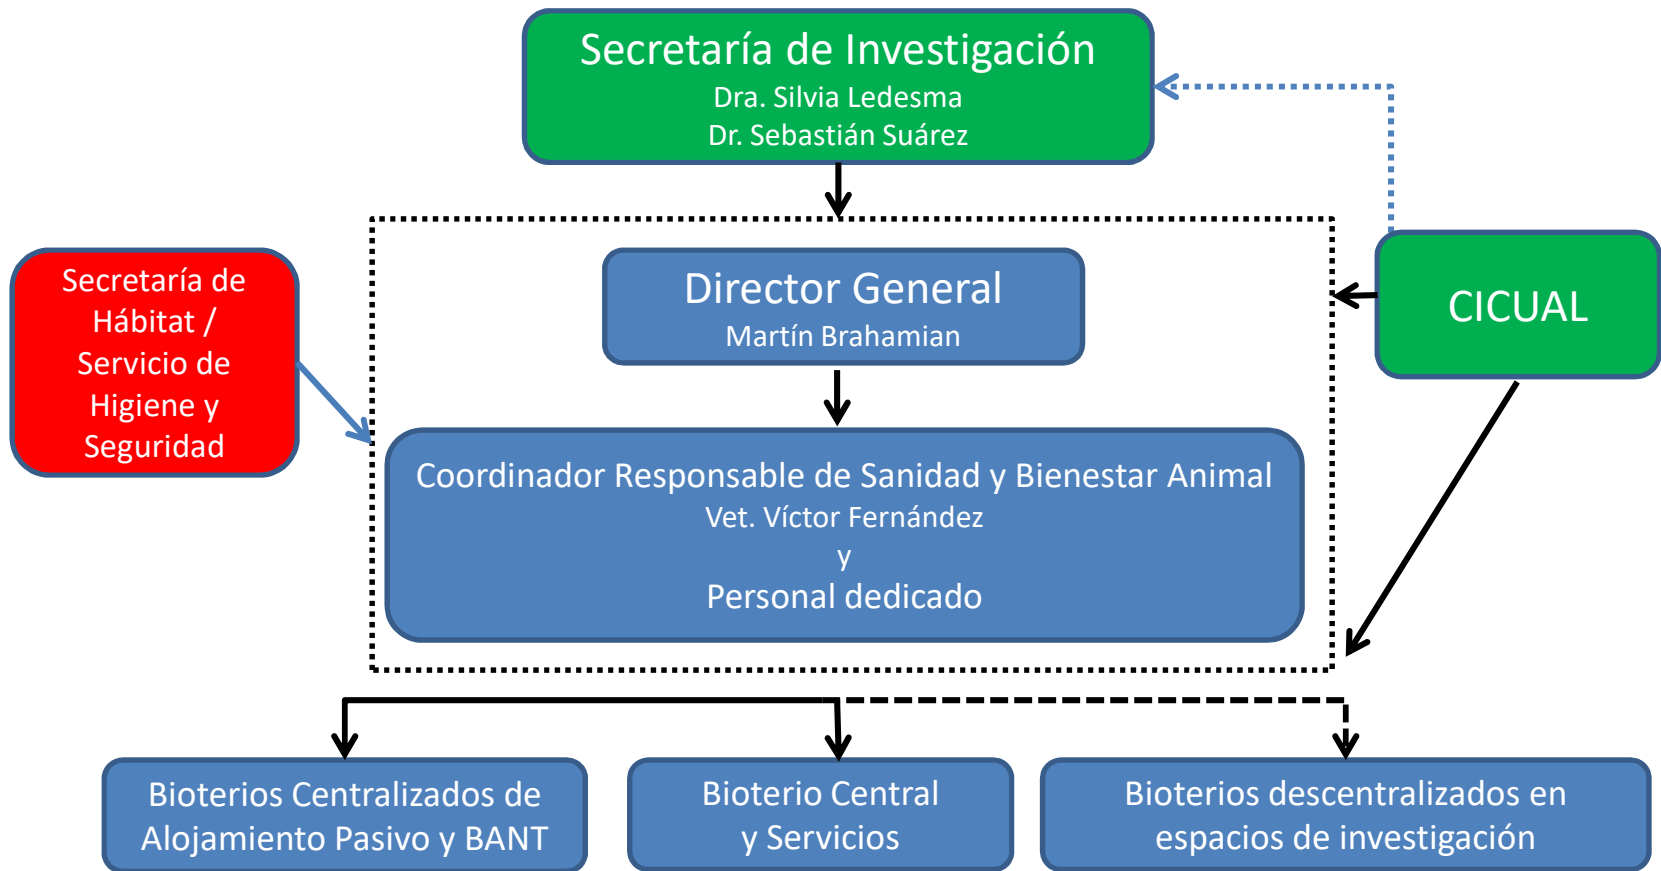 Secretaría de Investigación
Dra. Silvia Ledesma
Dr. Sebastián Suárez
Secretaría de
Hábitat /
Servicio de
Higiene y
Seguridad
Director General
Martín Brahamian
CICUAL
Coordinador Responsable de Sanidad y Bienestar Animal
Vet. Víctor Fernández
y
Personal dedicado
Bioterios Centralizados de
Alojamiento Pasivo y BANT
Bioterio Central
y Servicios
Bioterios descentralizados en
espacios de investigación